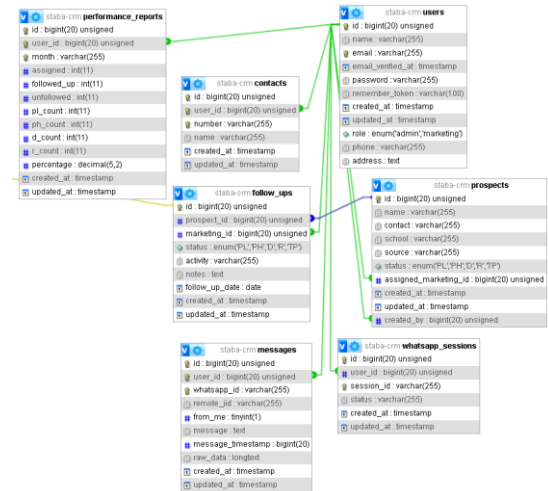 staba-crm performance_reports
id : bigint(20) unsigned
user_id : bigint(20) unsigned
month : varchar(255)
assigned : int(11)
followed_up : int(11)
unfollowed : int(11)
pl_count : int(11)
ph_count : int(11)
d_count : int(11)
r_count : int(11)
percentage : decimal(5,2)
created_at : timestamp
updated_at : timestamp
staba-crm users
id : bigint(20) unsigned
name : varchar(255)
email : varchar(255)
email_verified_at : timestamp
password : varchar(255)
remember_token : varchar(100)
created_at : timestamp
updated_at : timestamp
role : enum('admin','marketing')
phone : varchar(255)
address : text
staba-crm contacts
id : bigint(20) unsigned
user_id : bigint(20) unsigned
number : varchar(255)
name : varchar(255)
created_at : timestamp
updated_at : timestamp
staba-crm follow_ups
id : bigint(20) unsigned
prospect_id : bigint(20) unsigned
marketing_id : bigint(20) unsigned
status : enum('PL','PH','D','R','TP')
activity : varchar(255)
notes : text
follow_up_date : date
created_at : timestamp
updated_at : timestamp
staba-crm prospects
id : bigint(20) unsigned
name : varchar(255)
contact : varchar(255)
school : varchar(255)
source : varchar(255)
status : enum('PL','PH','D','R','TP')
assigned_marketing_id : bigint(20) unsigned
created_at : timestamp
updated_at : timestamp
created_by : bigint(20) unsigned
staba-crm messages
id : bigint(20) unsigned
user_id : bigint(20) unsigned
whatsapp_id : varchar(255)
remote_jid : varchar(255)
from_me : tinyint(1)
message : text
message_timestamp : bigint(20)
raw_data : longtext
created_at : timestamp
updated_at : timestamp
staba-crm whatsapp_sessions
id : bigint(20) unsigned
user_id : bigint(20) unsigned
session_id : varchar(255)
status : varchar(255)
created_at : timestamp
updated_at : timestamp